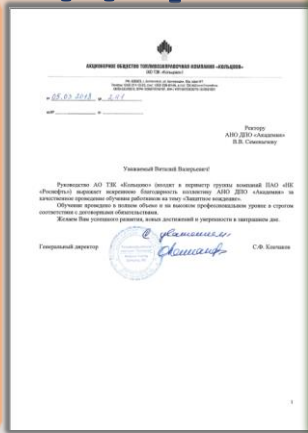 АКЦИОНЕРНОЕ ОБЩЕСТВО ТОПЛИВОЗАПРАВОЧНАЯ КОМПАНИЯ «КОЛЬЦОВО»
Ректору
АНО ДПО «Академия»
В.В. Семенычеву
Уважаемый Виталий Валерьевич!
Руководство АО ТЗК «Кольцово» (входит в периметр группы компаний ПАО «НК
«Роснефть») выражает искреннюю благодарность коллективу АНО ДПО «Академия» за
качественное проведение обучения работников на тему «Защитное вождение».
Обучение проведено в полном объеме и на высоком профессиональном уровне в строгом
соответствии с договорными обязательствами.
Желаем Вам успешного развития, новых достижений и уверенности в завтрашнем дне.
С уважением,
Генеральный директор
С.Ф.
1